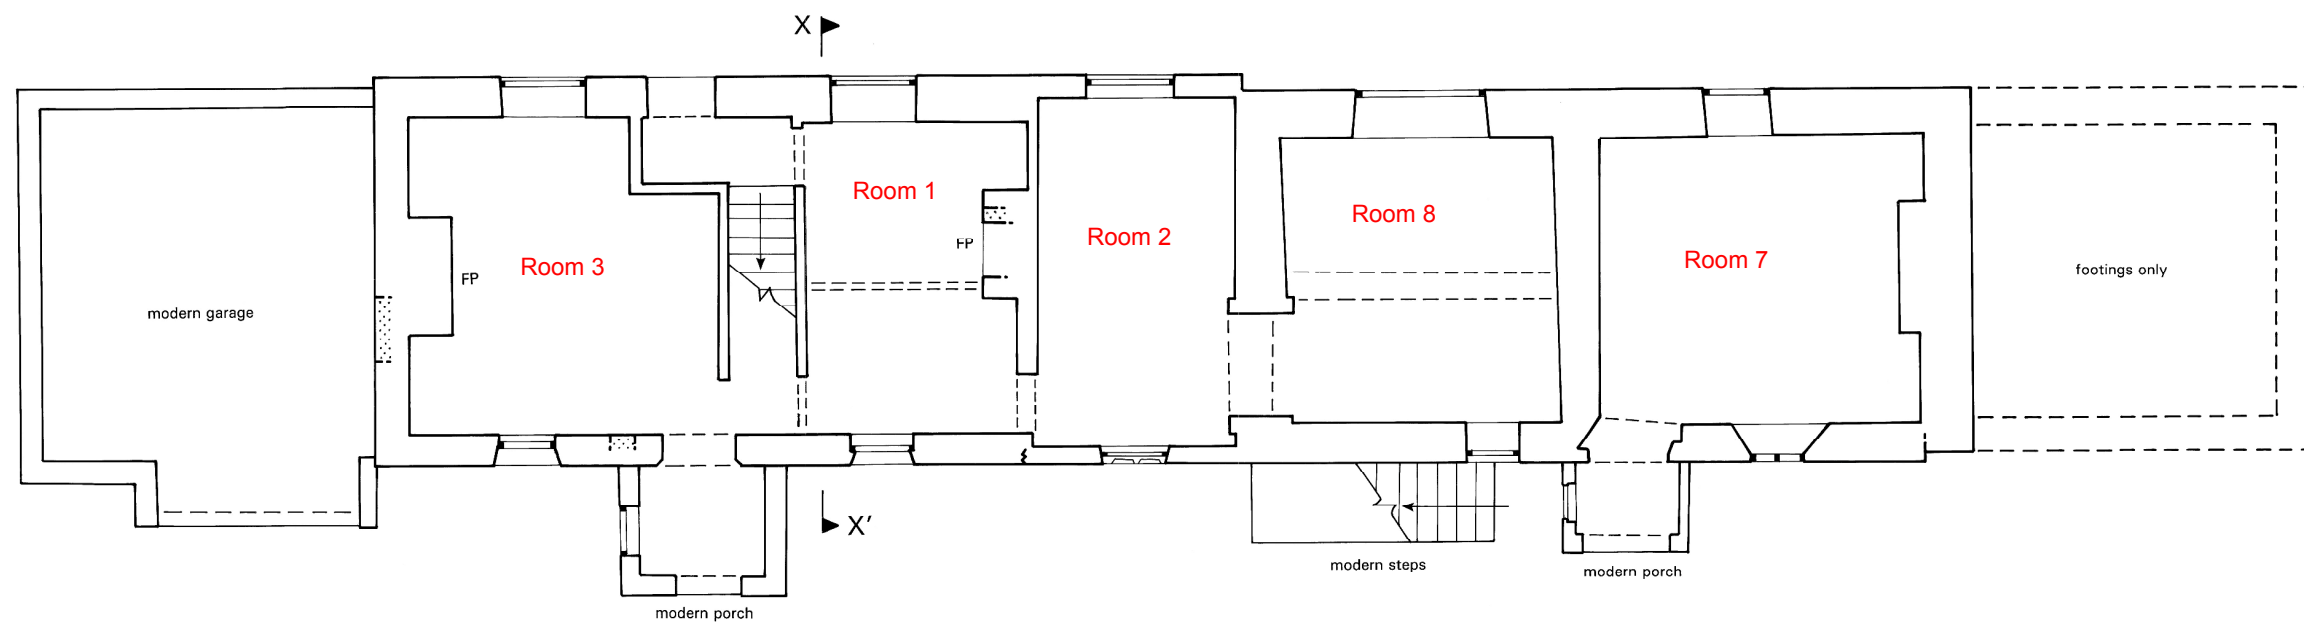 X
Room 1
Room 8
Room 2
FP
Room 7
Room 3
footings only
FP
modern garage
X'
modern steps
modern porch
modern porch